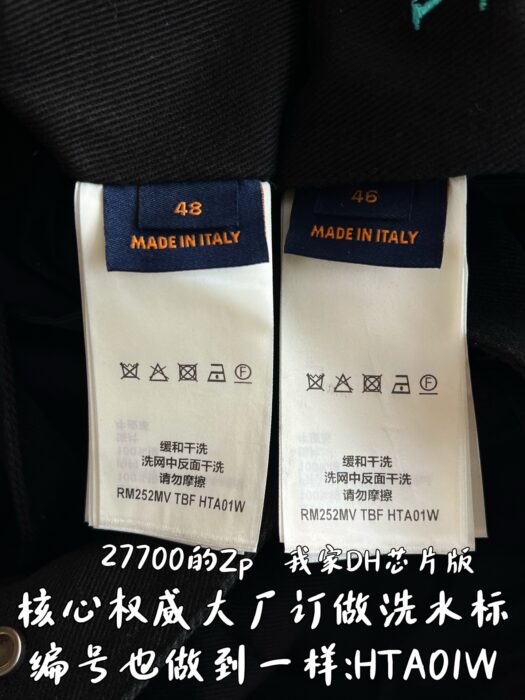 48
MADE IN ITALY
缓和干洗
洗网中反面干洗
请勿摩擦
RM252MV TBF HTA01W
46
MADE IN ITALY
缓和干洗
洗网中反面干洗
请勿摩擦
RM252MV TBF HTA01W
27700的Zp 我家DH芯片版
核心权威大厂订做洗水标
编号也做到一样:HTA01W